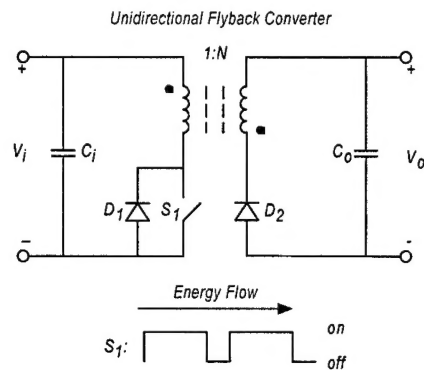 Unidirectional Flyback Converter
1:N
+
+
Vi
Ci
Co
Vo
D1
S1
D2
-
-
Energy Flow
S1:
on
off